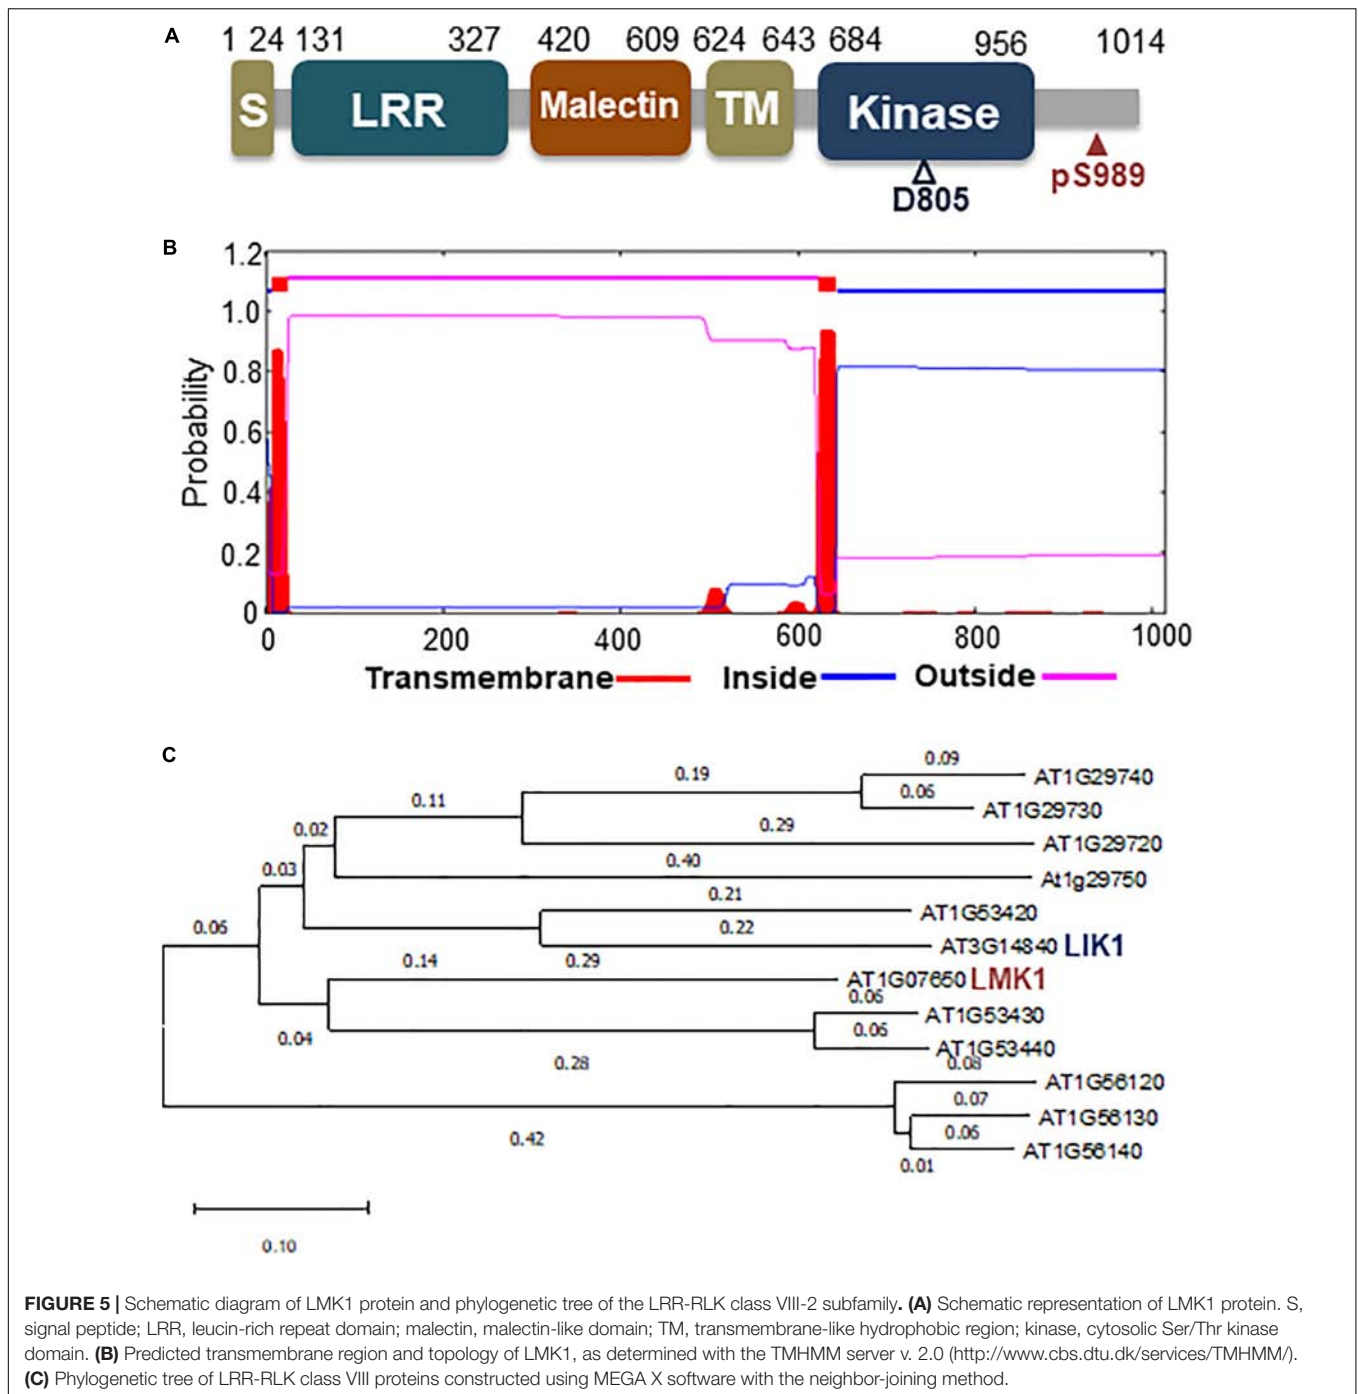 A
1 24 131 327 420 609 624 643 684 956 1014
S LRR Malectin TM Kinase
D805
pS989
B
1.2
1.0
0.8
0.6
0.4
0.2
0
Probability
0 200 400 600 800 1000
Transmembrane Inside Outside
C
0.09
AT1G29740
0.19
0.06
AT1G29730
0.11
0.29
AT1G29720
0.02
0.40
At1g29750
0.03
0.21
AT1G53420
0.06
0.22
AT3G14840 LIK1
0.14 0.29
AT1G07650 LMK1
0.06
AT1G53430
0.06
0.04
AT1G53440
0.28
0.08
AT1G56120
0.07
AT1G56130
0.06
0.42
AT1G56140
0.01
0.10
FIGURE 5 | Schematic diagram of LMK1 protein and phylogenetic tree of the LRR-RLK class VIII-2 subfamily. (A) Schematic representation of LMK1 protein. S,
signal peptide; LRR, leucin-rich repeat domain; malectin, malectin-like domain; TM, transmembrane-like hydrophobic region; kinase, cytosolic Ser/Thr kinase
domain. (B) Predicted transmembrane region and topology of LMK1, as determined with the TMHMM server v. 2.0 (http://www.cbs.dtu.dk/services/TMHMM/).
(C) Phylogenetic tree of LRR-RLK class VIII proteins constructed using MEGA X software with the neighbor-joining method.